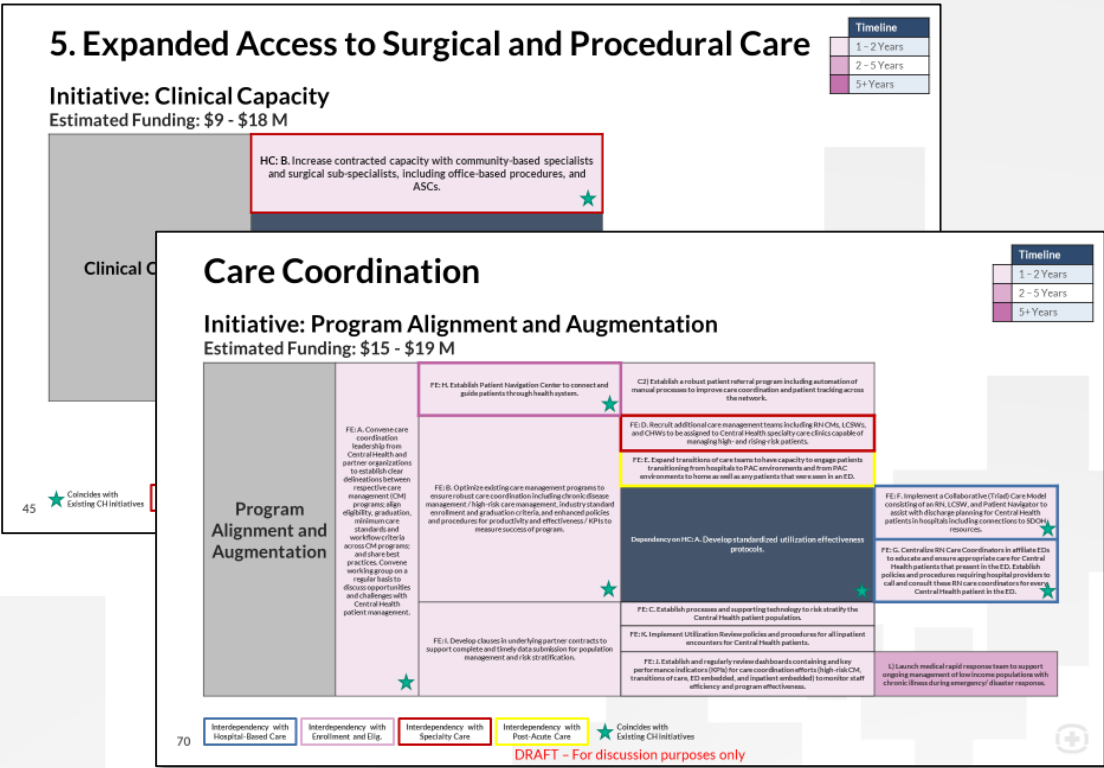 5. Expanded Access to Surgical and Procedural Care
Timeline
1 – 2 Years
2 – 5 Years
5+ Years
Initiative: Clinical Capacity
Estimated Funding: $9 - $18 M
HC: B. Increase contracted capacity with community-based specialists
and surgical sub-specialists, including office-based procedures, and
ASCs.
Clinical C
45
Coincides with
Existing CH initiatives
Care Coordination
Timeline
1 – 2 Years
2 – 5 Years
5+ Years
Initiative: Program Alignment and Augmentation
Estimated Funding: $15 - $19 M
Program
Alignment and
Augmentation
FE: A. Convene care
coordination
leadership from
Central Health and
partner organizations
to establish clear
delineations between
respective care
management (CM)
programs; align
eligibility, graduation,
minimum care
standards and
workflow criteria
across CM programs;
and share best
practices. Convene
working group on a
regular basis to
discuss opportunities
and challenges with
Central Health
patient management.
FE: H. Establish Patient Navigation Center to connect and
guide patients through health system.
FE: B. Optimize existing care management programs to
ensure robust care coordination including chronic disease
management / high-risk care management, industry standard
enrollment and graduation criteria, and enhanced policies
and procedures for productivity and effectiveness / KPIs to
measure success of program.
FE: I. Develop clauses in underlying partner contracts to
support complete and timely data submission for population
management and risk stratification.
C2) Establish a robust patient referral program including automation of
manual processes to improve care coordination and patient tracking across
the network.
FE: D. Recruit additional care management teams including RN CMs, LCSWs,
and CHWs to be assigned to Central Health specialty care clinics capable of
managing high- and rising-risk patients.
FE: E. Expand transitions of care teams to have capacity to engage patients
transitioning from hospitals to PAC environments and from PAC
environments to home as well as any patients that were seen in an ED.
Dependency on HC: A. Develop standardized utilization effectiveness
protocols.
FE: C. Establish processes and supporting technology to risk stratify the
Central Health patient population.
FE: K. Implement Utilization Review policies and procedures for all inpatient
encounters for Central Health patients.
FE: J. Establish and regularly review dashboards containing and key
performance indicators (KPIs) for care coordination efforts (high-risk CM,
transitions of care, ED embedded, and inpatient embedded) to monitor staff
efficiency and program effectiveness.
FE: F. Implement a Collaborative (Triad) Care Model
consisting of an RN, LCSW, and Patient Navigator to
assist with discharge planning for Central Health
patients in hospitals including connections to SDOH
resources.
FE: G. Centralize RN Care Coordinators in affiliate EDs
to educate and ensure appropriate care for Central
Health patients that present in the ED. Establish
policies and procedures requiring hospital providers to
call and consult these RN care coordinators for every
Central Health patient in the ED.
L) Launch medical rapid response team to support
ongoing management of low income populations with
chronic illness during emergency/ disaster response.
70
Interdependency with
Hospital-Based Care
Interdependency with
Enrollment and Elig.
Interdependency with
Specialty Care
Interdependency with
Post-Acute Care
Coincides with
Existing CH initiatives
DRAFT – For discussion purposes only